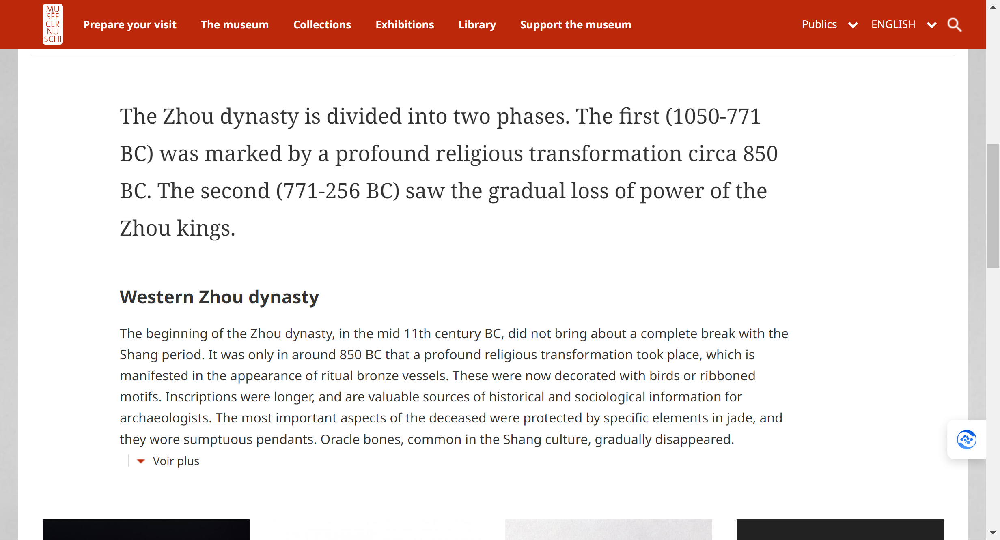 MU
SÉE
CER
NU
SCHI
Prepare your visit
The museum
Collections
Exhibitions
Library
Support the museum
Publics
ENGLISH
The Zhou dynasty is divided into two phases. The first (1050-771
BC) was marked by a profound religious transformation circa 850
BC. The second (771-256 BC) saw the gradual loss of power of the
Zhou kings.
Western Zhou dynasty
The beginning of the Zhou dynasty, in the mid 11th century BC, did not bring about a complete break with the
Shang period. It was only in around 850 BC that a profound religious transformation took place, which is
manifested in the appearance of ritual bronze vessels. These were now decorated with birds or ribboned
motifs. Inscriptions were longer, and are valuable sources of historical and sociological information for
archaeologists. The most important aspects of the deceased were protected by specific elements in jade, and
they wore sumptuous pendants. Oracle bones, common in the Shang culture, gradually disappeared.
Voir plus